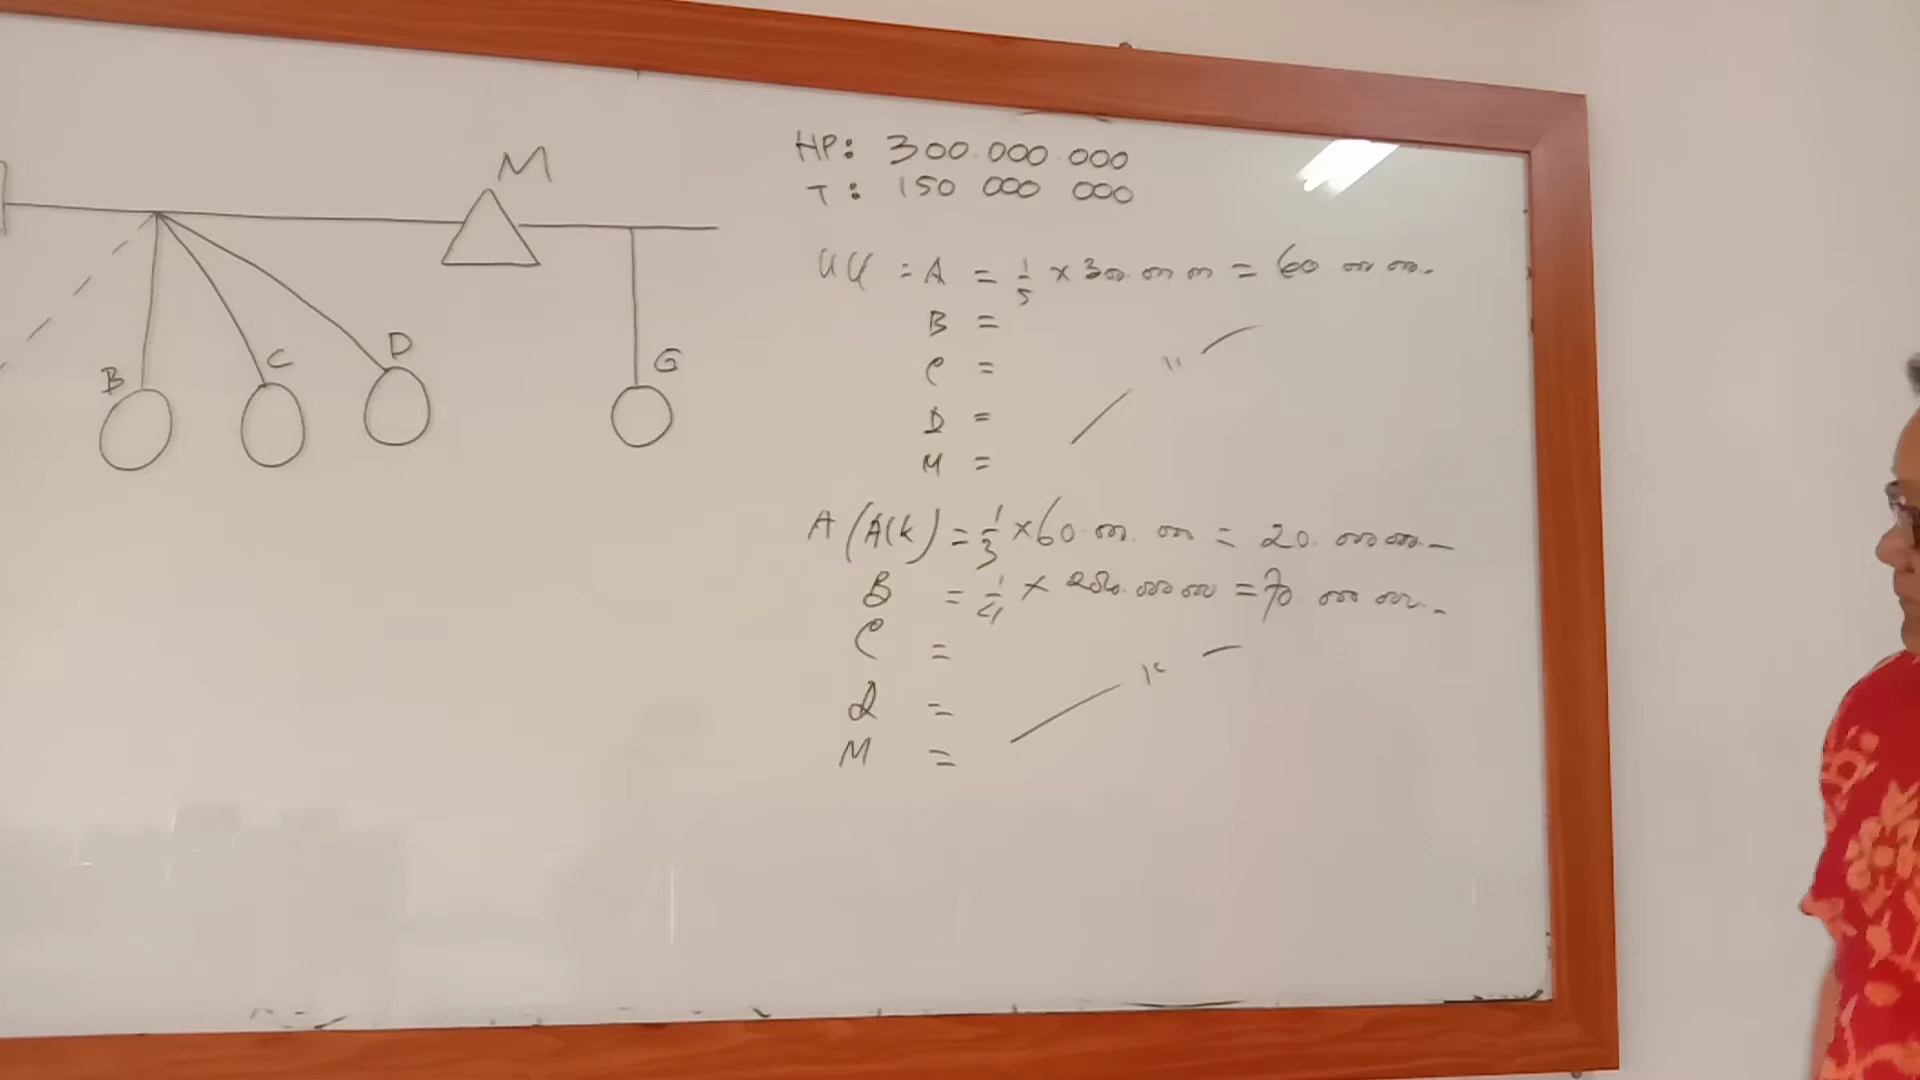 M
B
C
D
G
HP: 300.000.000
T: 150 000 000
UU : A = 1/5 × 300.000 000 = 60 000 000.-
B =
C =
D = "
M =
A (Alk) = 1/3 × 60.000.000 = 20.000.000.-
B = 1/4 × 280.000.000 = 70.000.000.-
C =
D = "
M =